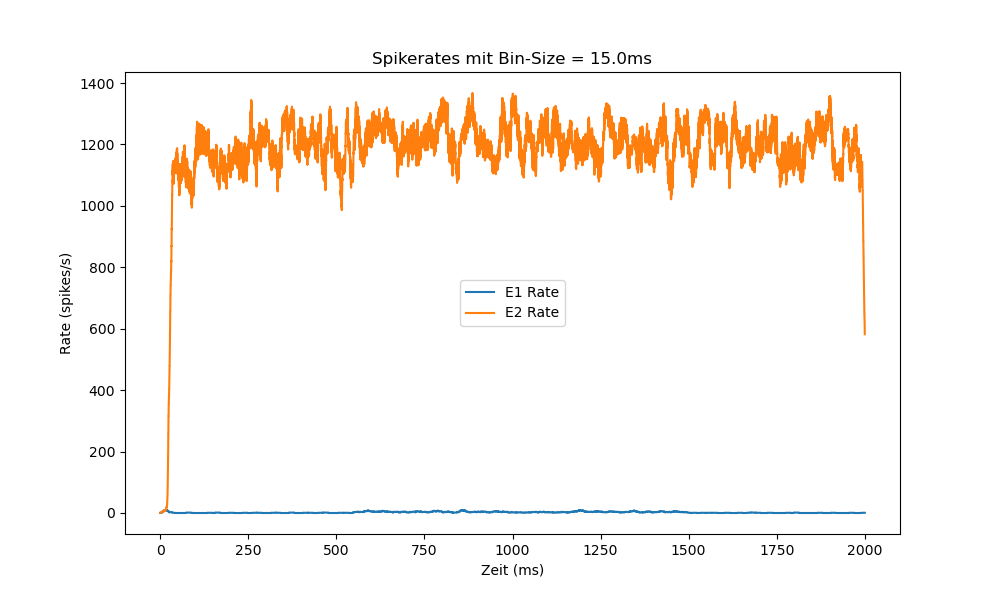 Spikerates mit Bin-Size = 15.0ms
1400
1200
1000
800
600
400
200
0
Rate (spikes/s)
E1 Rate
E2 Rate
0 250 500 750 1000 1250 1500 1750 2000
Zeit (ms)